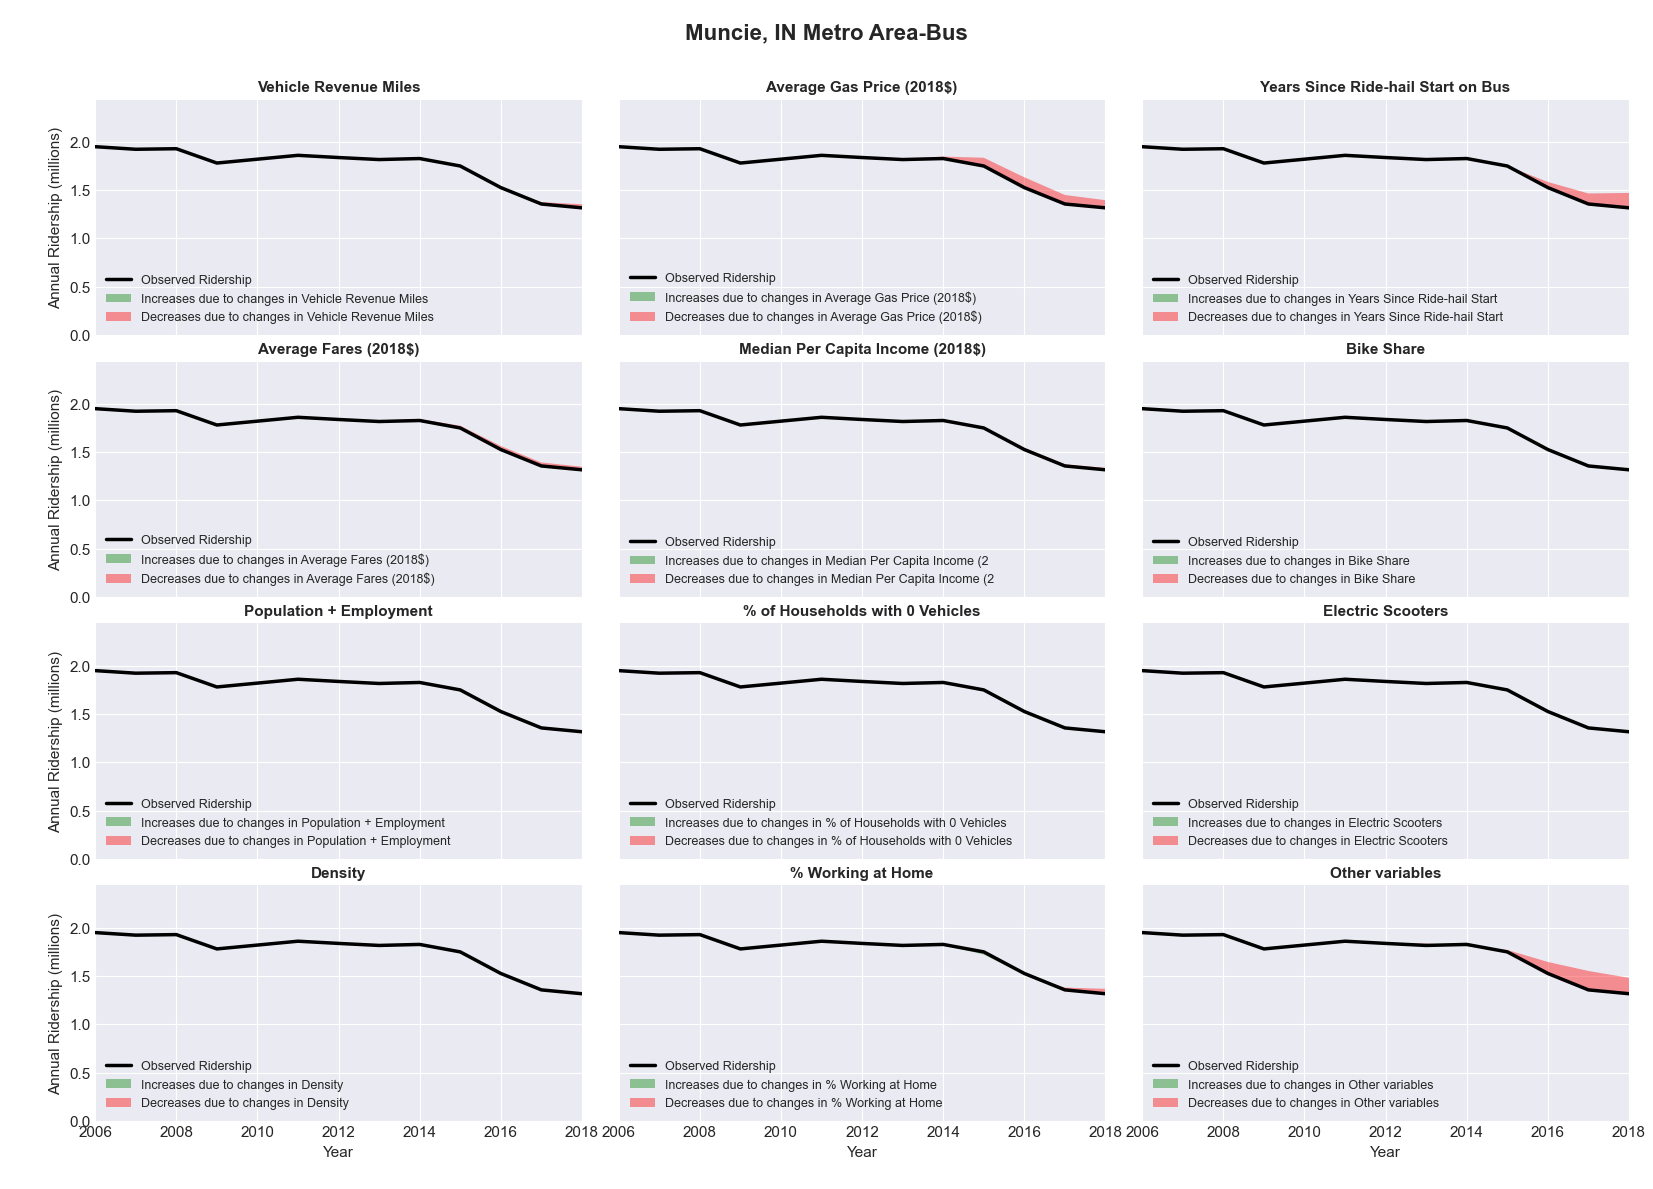 Muncie, IN Metro Area-Bus
Vehicle Revenue Miles
Annual Ridership (millions)
2.0
1.5
1.0
0.5
0.0
Observed Ridership
Increases due to changes in Vehicle Revenue Miles
Decreases due to changes in Vehicle Revenue Miles
Average Gas Price (2018$)
Observed Ridership
Increases due to changes in Average Gas Price (2018$)
Decreases due to changes in Average Gas Price (2018$)
Years Since Ride-hail Start on Bus
Observed Ridership
Increases due to changes in Years Since Ride-hail Start
Decreases due to changes in Years Since Ride-hail Start
Average Fares (2018$)
Annual Ridership (millions)
2.0
1.5
1.0
0.5
0.0
Observed Ridership
Increases due to changes in Average Fares (2018$)
Decreases due to changes in Average Fares (2018$)
Median Per Capita Income (2018$)
Observed Ridership
Increases due to changes in Median Per Capita Income (2
Decreases due to changes in Median Per Capita Income (2
Bike Share
Observed Ridership
Increases due to changes in Bike Share
Decreases due to changes in Bike Share
Population + Employment
Annual Ridership (millions)
2.0
1.5
1.0
0.5
0.0
Observed Ridership
Increases due to changes in Population + Employment
Decreases due to changes in Population + Employment
% of Households with 0 Vehicles
Observed Ridership
Increases due to changes in % of Households with 0 Vehicles
Decreases due to changes in % of Households with 0 Vehicles
Electric Scooters
Observed Ridership
Increases due to changes in Electric Scooters
Decreases due to changes in Electric Scooters
Density
Annual Ridership (millions)
2.0
1.5
1.0
0.5
0.0
Observed Ridership
Increases due to changes in Density
Decreases due to changes in Density
2006 2008 2010 2012 2014 2016 2018
Year
% Working at Home
Observed Ridership
Increases due to changes in % Working at Home
Decreases due to changes in % Working at Home
2006 2008 2010 2012 2014 2016 2018
Year
Other variables
Observed Ridership
Increases due to changes in Other variables
Decreases due to changes in Other variables
2006 2008 2010 2012 2014 2016 2018
Year